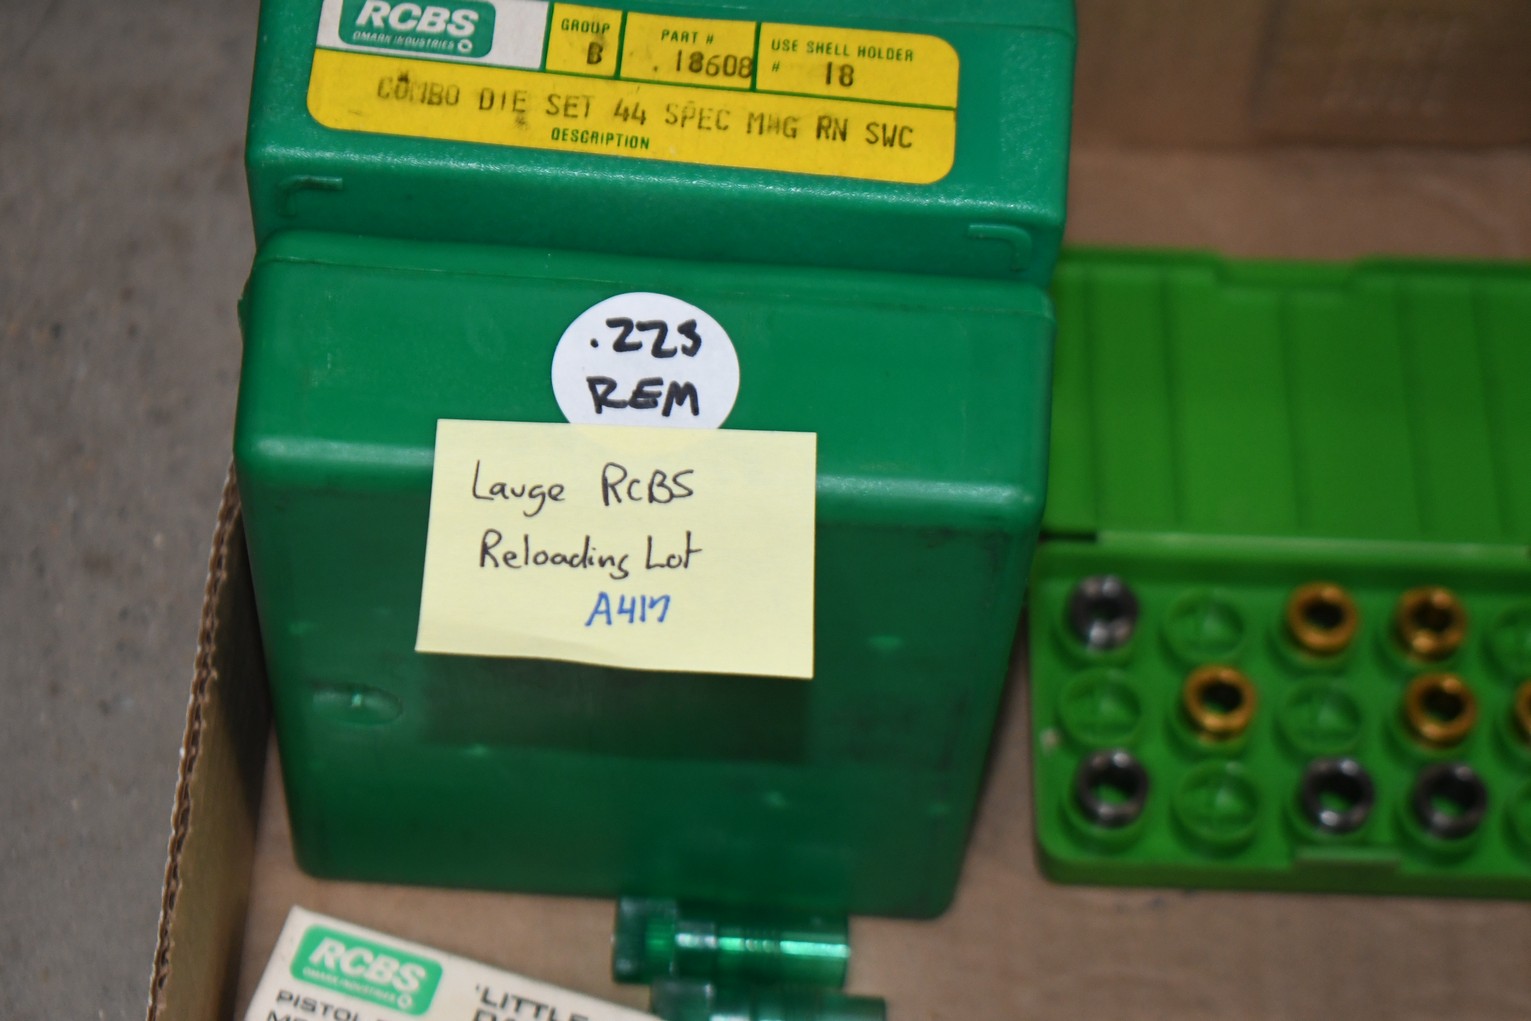 RCBS
OMARK INDUSTRIES
GROUP
B
PART #
.18608
USE SHELL HOLDER
# 18
COMBO DIE SET 44 SPEC MWG RN SWC
DESCRIPTION
.223
REM
Lauge RCBS
Reloading Lot
A417
RCBS
OMARK INDUSTRIES
PISTOL
'LITTLE